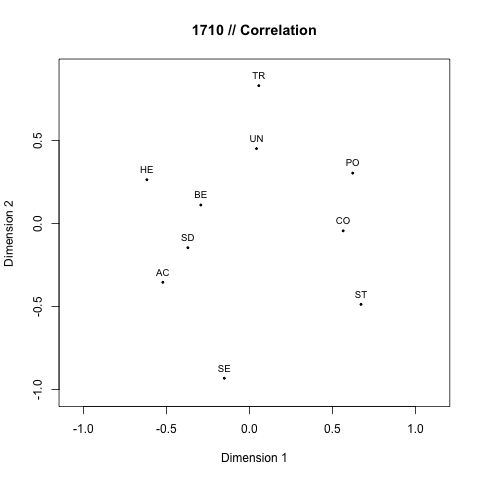 1710 // Correlation
TR
UN
PO
HE
BE
CO
SD
AC
ST
SE
0.5
0.0
-0.5
-1.0
Dimension 2
-1.0 -0.5 0.0 0.5 1.0
Dimension 1